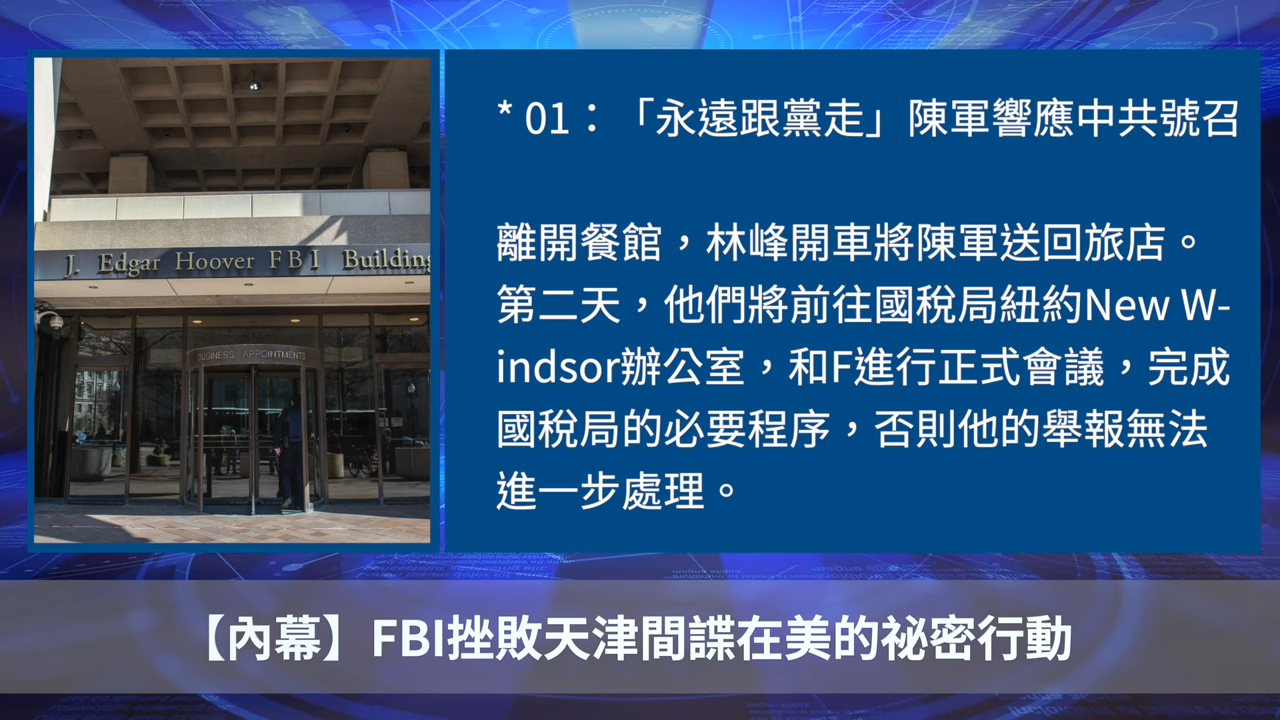 J. Edgar Hoover FBI Building
BUSINESS APPOINTMENTS
* 01：「永遠跟黨走」陳軍響應中共號召
離開餐館，林峰開車將陳軍送回旅店。
第二天，他們將前往國稅局紐約New W-
indsor辦公室，和F進行正式會議，完成
國稅局的必要程序，否則他的舉報無法
進一步處理。
【內幕】FBI挫敗天津間諜在美的祕密行動